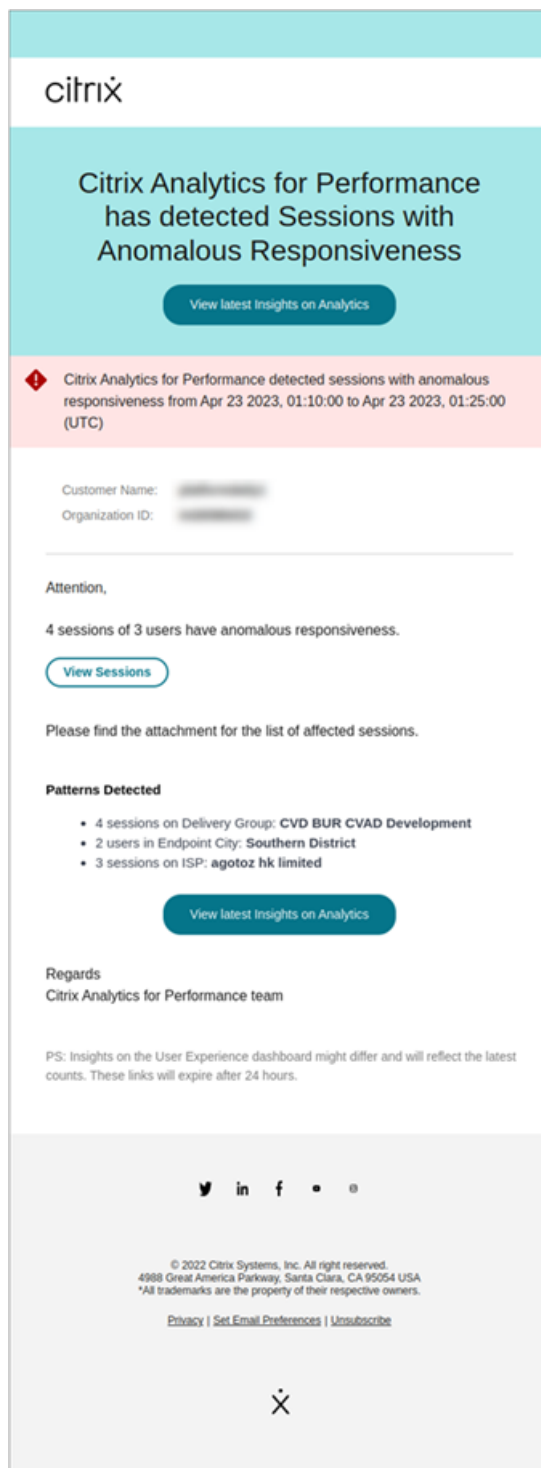 citrix
Citrix Analytics for Performance
has detected Sessions with
Anomalous Responsiveness
View latest Insights on Analytics
Citrix Analytics for Performance detected sessions with anomalous
responsiveness from Apr 23 2023, 01:10:00 to Apr 23 2023, 01:25:00
(UTC)
Customer Name:
Organization ID:
Attention,
4 sessions of 3 users have anomalous responsiveness.
View Sessions
Please find the attachment for the list of affected sessions.
Patterns Detected
• 4 sessions on Delivery Group: CVD BUR CVAD Development
• 2 users in Endpoint City: Southern District
• 3 sessions on ISP: agotoz hk limited
View latest Insights on Analytics
Regards
Citrix Analytics for Performance team
PS: Insights on the User Experience dashboard might differ and will reflect the latest
counts. These links will expire after 24 hours.
© 2022 Citrix Systems, Inc. All right reserved.
4988 Great America Parkway, Santa Clara, CA 95054 USA
*All trademarks are the property of their respective owners.
Privacy | Set Email Preferences | Unsubscribe